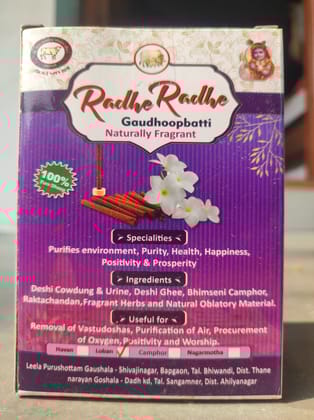 Radhe Radhe
Gaudhoopbatti
Naturally Fragrant
100%
Specialities
Purifies environment, Purity, Health, Happiness,
Positivity & Prosperity
Ingredients
Deshi Cowdung & Urine, Deshi Ghee, Bhimseni Camphor,
Raktachandan,Fragrant Herbs and Natural Oblatory Material.
Useful for
Removal of Vastudoshas, Purification of Air, Procurement
of Oxygen,Positivity and Worship.
Havan Loban Camphor Nagarmotha
Leela Purushottam Gaushala - Shivajinagar, Bapgaon, Tal. Bhiwandi, Dist. Thane
narayan Goshala - Dadh kd, Tal. Sangamner, Dist. Ahilyanagar